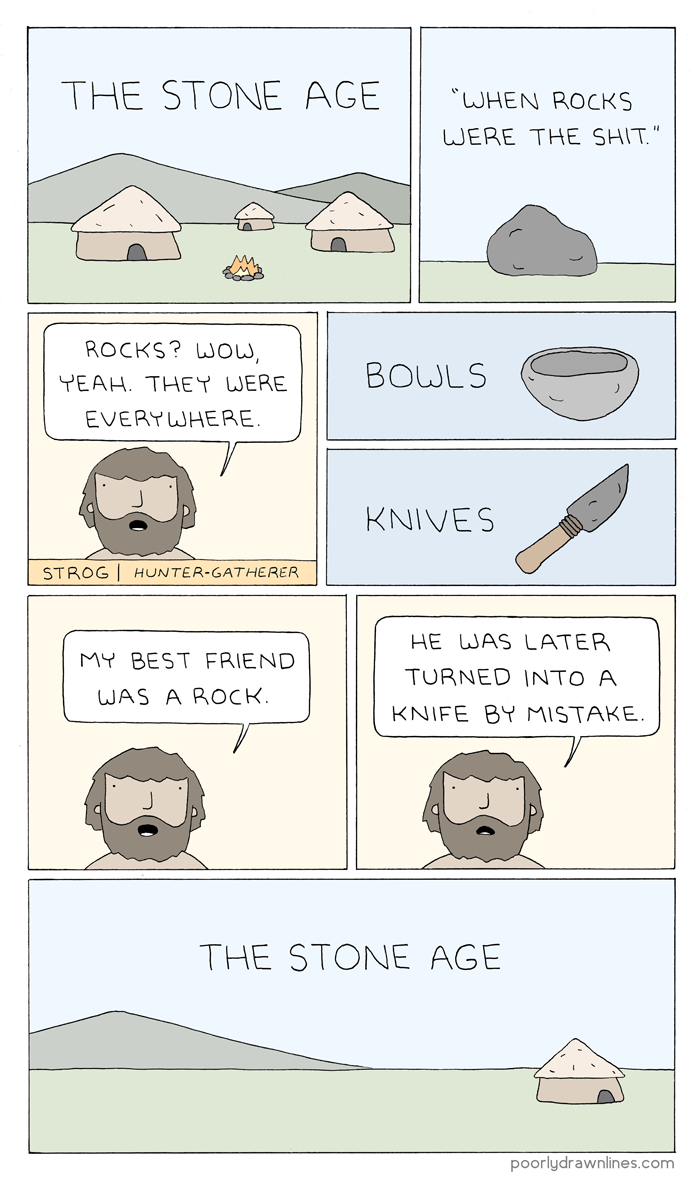 THE STONE AGE
"WHEN ROCKS
WERE THE SHIT."
ROCKS? WOW,
YEAH. THEY WERE
EVERYWHERE.
STROG | HUNTER-GATHERER
BOWLS
KNIVES
MY BEST FRIEND
WAS A ROCK.
HE WAS LATER
TURNED INTO A
KNIFE BY MISTAKE.
THE STONE AGE
poorlydrawnlines.com